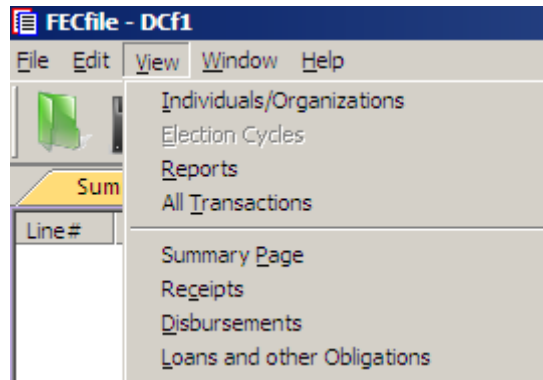 FECfile - DCf1
File Edit View Window Help
Individuals/Organizations
Election Cycles
Reports
All Transactions
Sum
Line#
Summary Page
Receipts
Disbursements
Loans and other Obligations